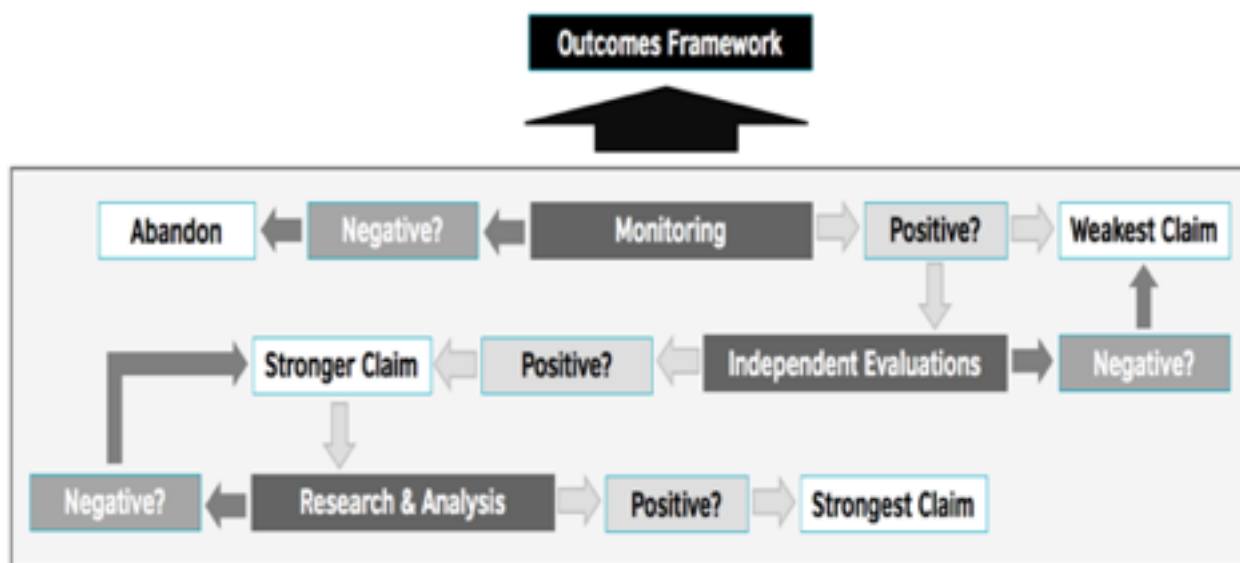 Outcomes Framework
Abandon
Negative?
Monitoring
Positive?
Weakest Claim
Stronger Claim
Positive?
Independent Evaluations
Negative?
Negative?
Research & Analysis
Positive?
Strongest Claim